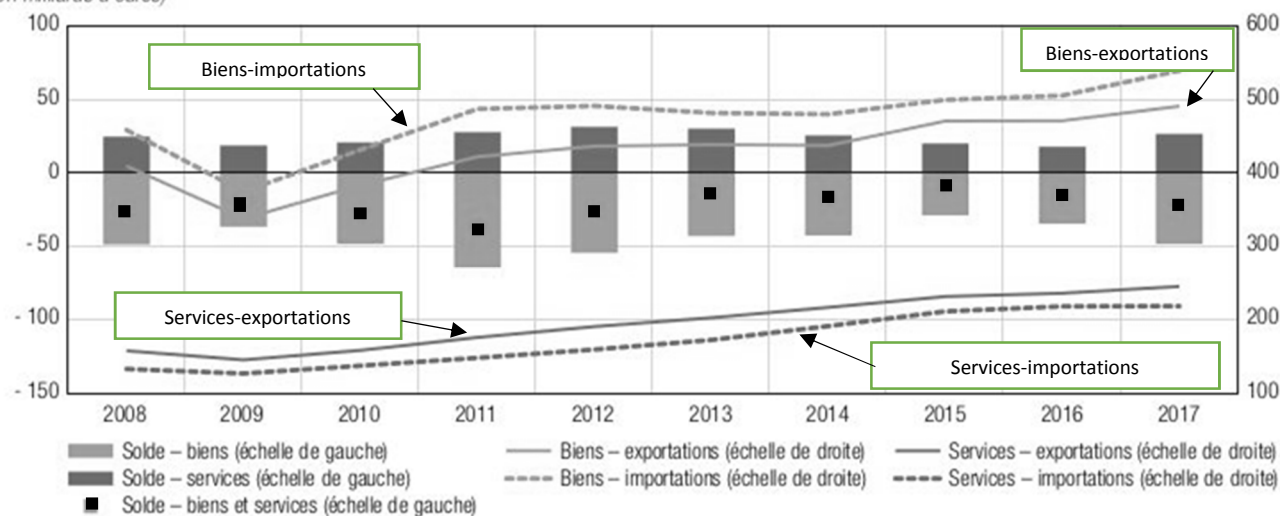 100
50
0
- 50
- 100
- 150
600
500
400
300
200
100
Biens-importations
Biens-exportations
Services-exportations
Services-importations
2008 2009 2010 2011 2012 2013 2014 2015 2016 2017
Solde – biens (échelle de gauche) Biens – exportations (échelle de droite) Services – exportations (échelle de droite)
Solde – services (échelle de gauche) Biens – importations (échelle de droite) Services – importations (échelle de droite)
Solde – biens et services (échelle de gauche)